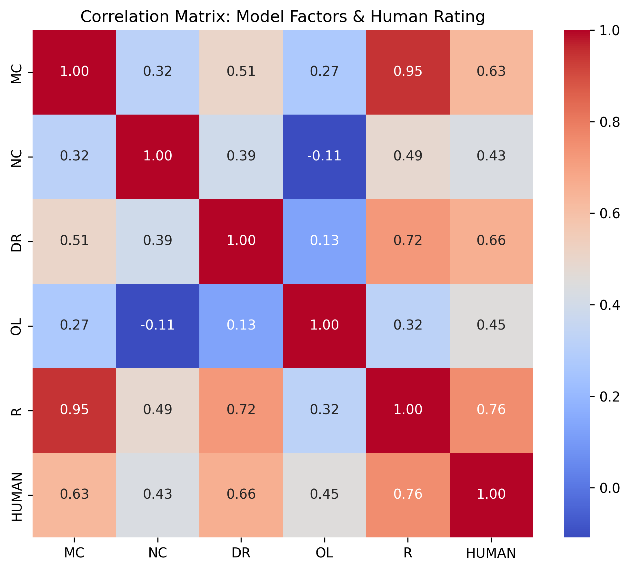 Correlation Matrix: Model Factors & Human Rating
MC 1.00 0.32 0.51 0.27 0.95 0.63
NC 0.32 1.00 0.39 -0.11 0.49 0.43
DR 0.51 0.39 1.00 0.13 0.72 0.66
OL 0.27 -0.11 0.13 1.00 0.32 0.45
R 0.95 0.49 0.72 0.32 1.00 0.76
HUMAN 0.63 0.43 0.66 0.45 0.76 1.00
MC NC DR OL R HUMAN
1.0
0.8
0.6
0.4
0.2
0.0